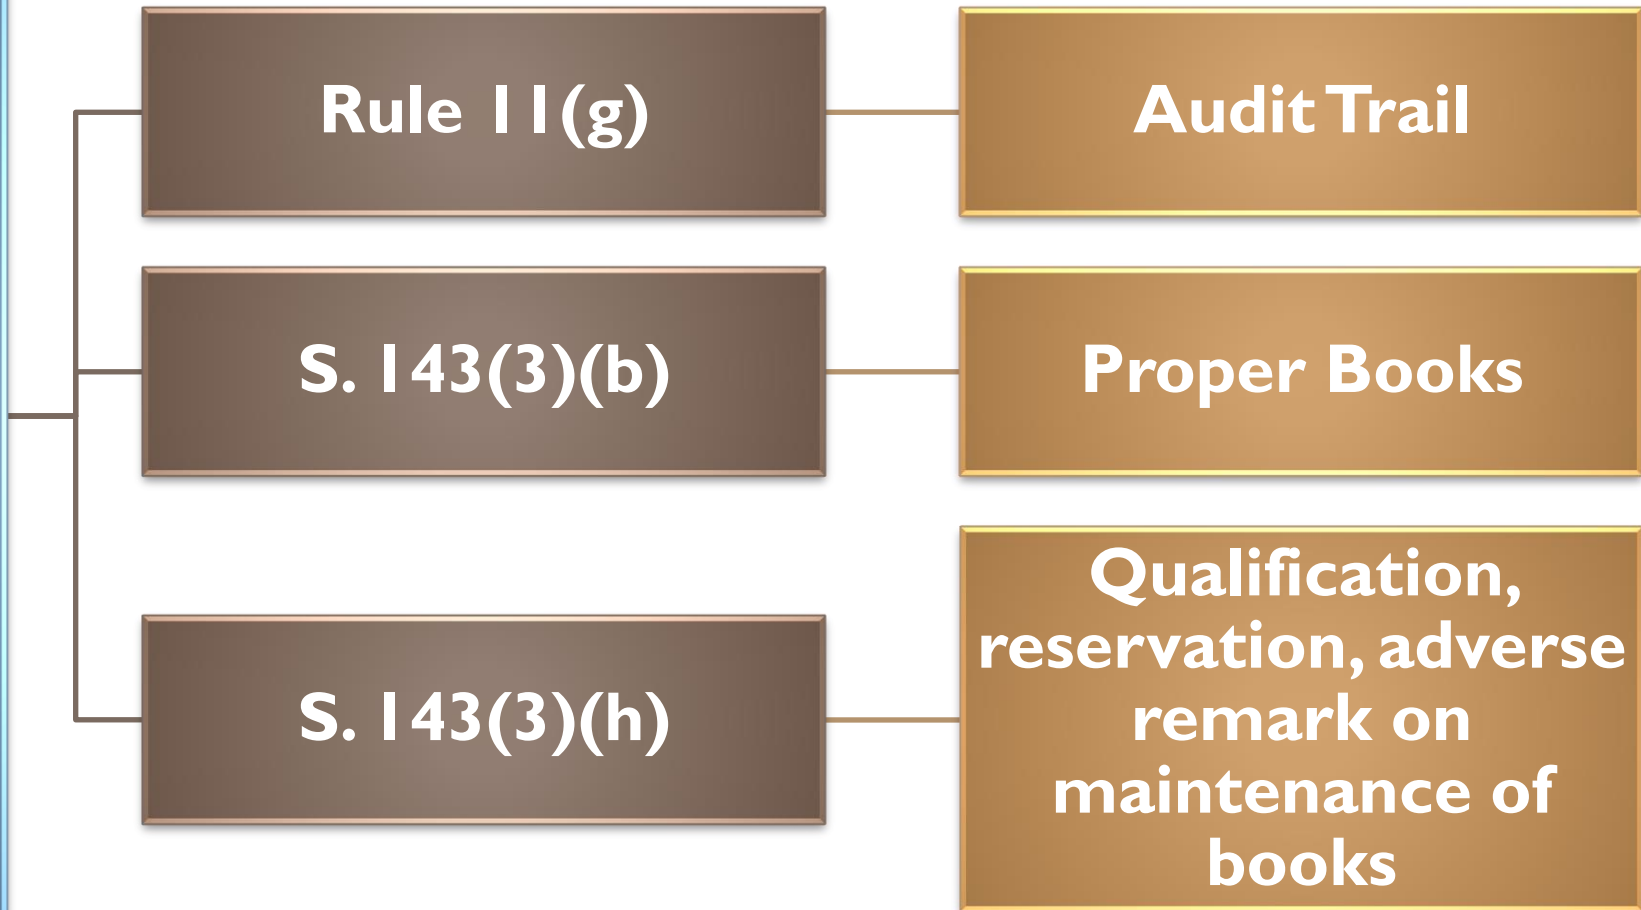 Rule 11(g)
Audit Trail
S. 143(3)(b)
Proper Books
S. 143(3)(h)
Qualification,
reservation, adverse
remark on
maintenance of
books